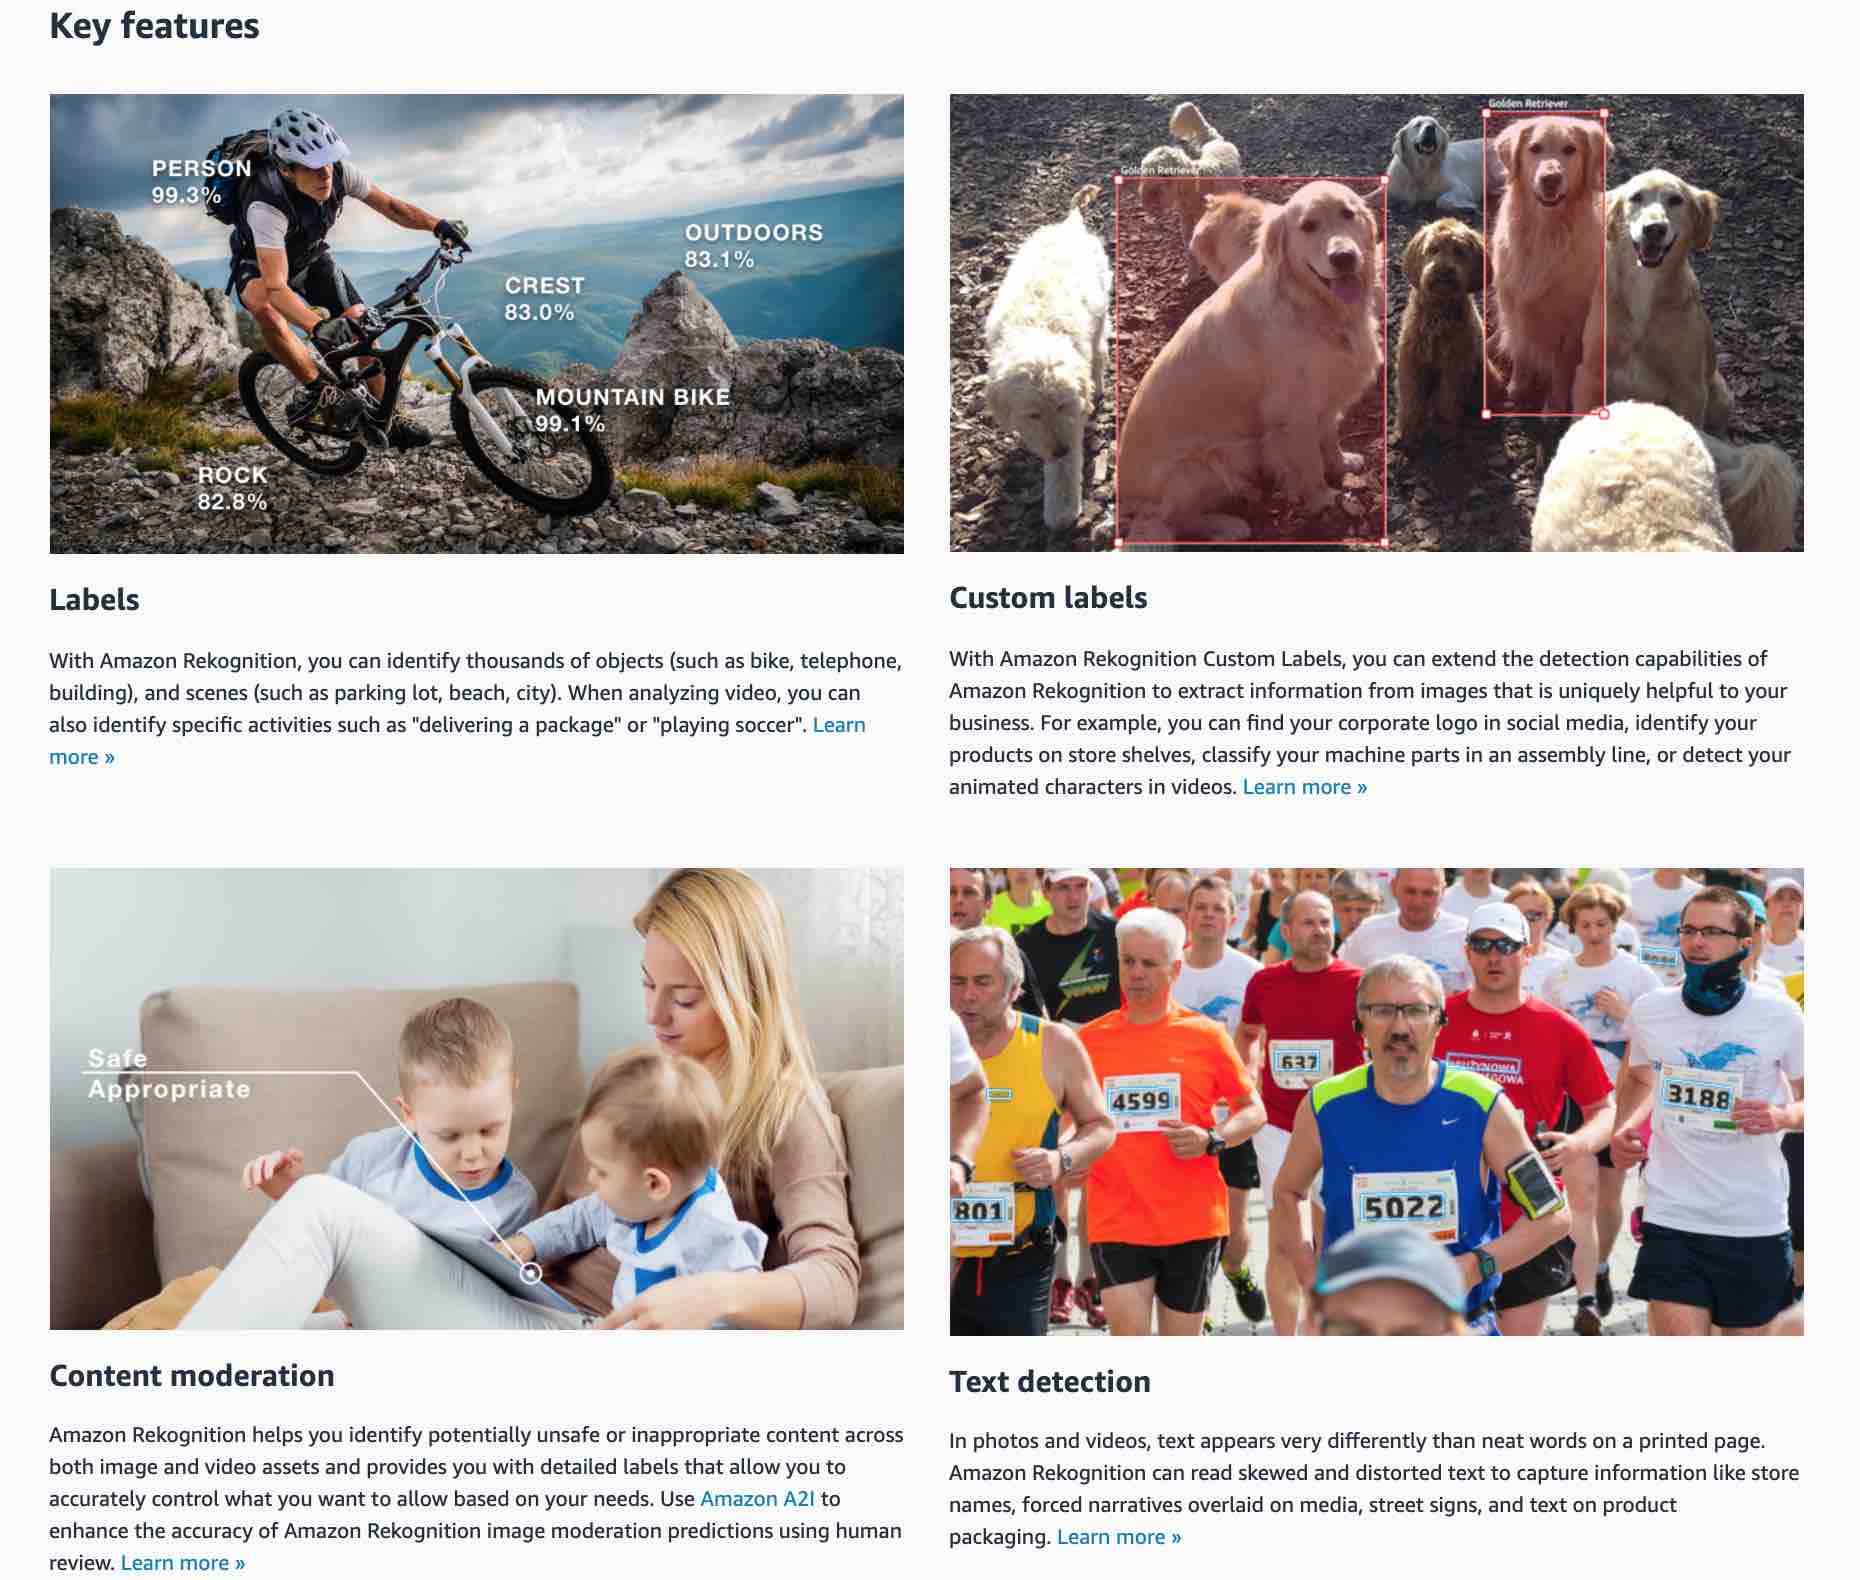 Key features
PERSON
99.3%
OUTDOORS
83.1%
CREST
83.0%
MOUNTAIN BIKE
99.1%
ROCK
82.8%
Golden Retriever
Golden Retriever
Labels
With Amazon Rekognition, you can identify thousands of objects (such as bike, telephone,
building), and scenes (such as parking lot, beach, city). When analyzing video, you can
also identify specific activities such as "delivering a package" or "playing soccer". Learn
more »
Custom labels
With Amazon Rekognition Custom Labels, you can extend the detection capabilities of
Amazon Rekognition to extract information from images that is uniquely helpful to your
business. For example, you can find your corporate logo in social media, identify your
products on store shelves, classify your machine parts in an assembly line, or detect your
animated characters in videos. Learn more »
Safe
Appropriate
637
4599
3188
801
5022
Content moderation
Amazon Rekognition helps you identify potentially unsafe or inappropriate content across
both image and video assets and provides you with detailed labels that allow you to
accurately control what you want to allow based on your needs. Use Amazon A2I to
enhance the accuracy of Amazon Rekognition image moderation predictions using human
review. Learn more »
Text detection
In photos and videos, text appears very differently than neat words on a printed page.
Amazon Rekognition can read skewed and distorted text to capture information like store
names, forced narratives overlaid on media, street signs, and text on product
packaging. Learn more »